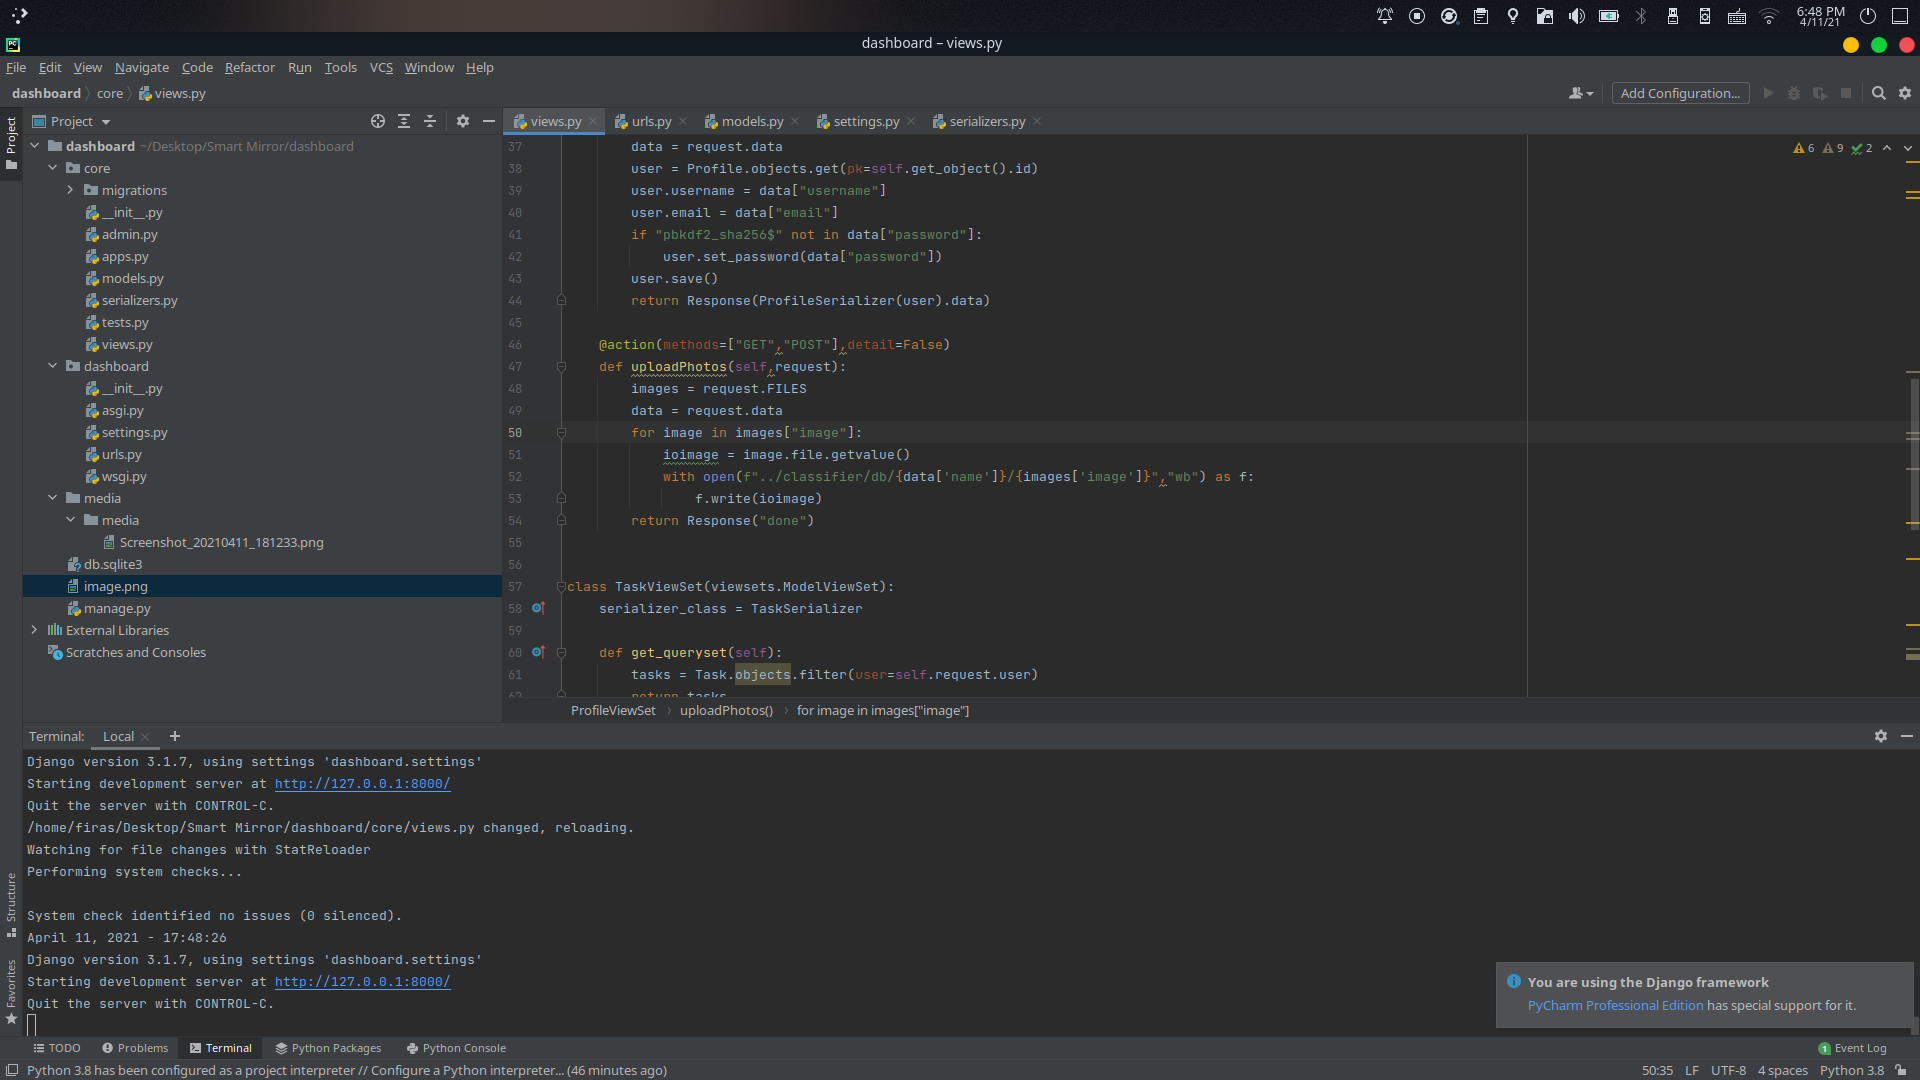 6:48 PM
4/11/21
dashboard – views.py
File Edit View Navigate Code Refactor Run Tools VCS Window Help
dashboard core views.py
Add Configuration...
Project
Project
dashboard ~/Desktop/Smart Mirror/dashboard
core
migrations
__init__.py
admin.py
apps.py
models.py
serializers.py
tests.py
views.py
dashboard
__init__.py
asgi.py
settings.py
urls.py
wsgi.py
media
media
Screenshot_20210411_181233.png
db.sqlite3
image.png
manage.py
External Libraries
Scratches and Consoles
views.py urls.py models.py settings.py serializers.py
6 9 2
37 data = request.data
38 user = Profile.objects.get(pk=self.get_object().id)
39 user.username = data["username"]
40 user.email = data["email"]
41 if "pbkdf2_sha256$" not in data["password"]:
42 user.set_password(data["password"])
43 user.save()
44 return Response(ProfileSerializer(user).data)
45
46 @action(methods=["GET","POST"],detail=False)
47 def uploadPhotos(self,request):
48 images = request.FILES
49 data = request.data
50 for image in images["image"]:
51 ioimage = image.file.getvalue()
52 with open(f"../classifier/db/{data['name']}/{images['image']}","wb") as f:
53 f.write(ioimage)
54 return Response("done")
55
56
57 class TaskViewSet(viewsets.ModelViewSet):
58 serializer_class = TaskSerializer
59
60 def get_queryset(self):
61 tasks = Task.objects.filter(user=self.request.user)
62 return tasks
ProfileViewSet uploadPhotos() for image in images["image"]
Terminal: Local
Django version 3.1.7, using settings 'dashboard.settings'
Starting development server at http://127.0.0.1:8000/
Quit the server with CONTROL-C.
/home/firas/Desktop/Smart Mirror/dashboard/core/views.py changed, reloading.
Watching for file changes with StatReloader
Performing system checks...
System check identified no issues (0 silenced).
April 11, 2021 - 17:48:26
Django version 3.1.7, using settings 'dashboard.settings'
Starting development server at http://127.0.0.1:8000/
Quit the server with CONTROL-C.
Structure
Favorites
You are using the Django framework
PyCharm Professional Edition has special support for it.
TODO Problems Terminal Python Packages Python Console
1 Event Log
Python 3.8 has been configured as a project interpreter // Configure a Python interpreter... (46 minutes ago)
50:35 LF UTF-8 4 spaces Python 3.8